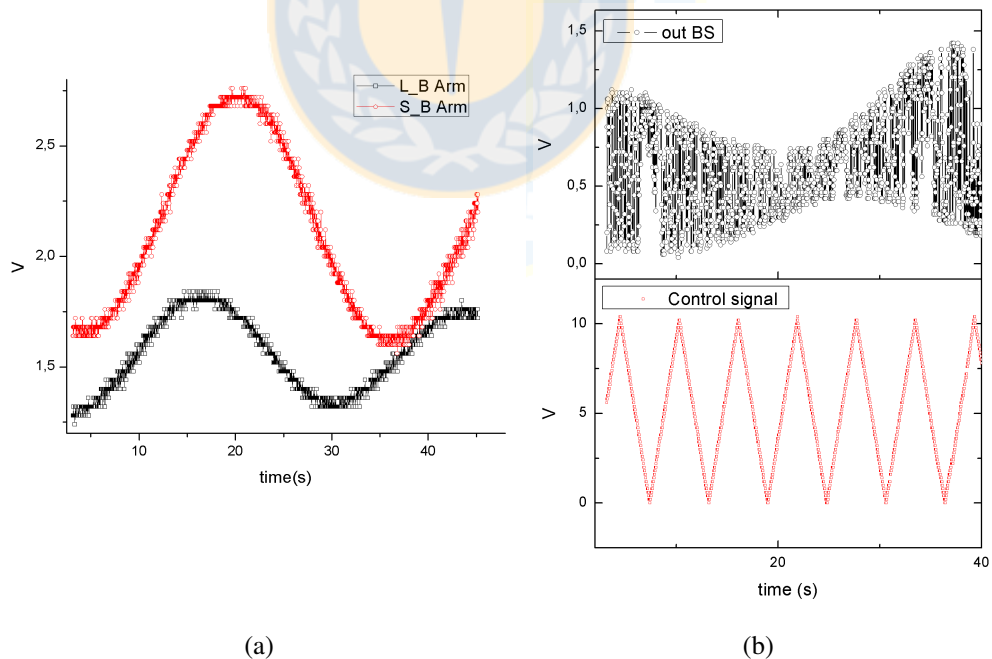 L_B Arm
S_B Arm
V
2.5
2.0
1.5
10
20
30
40
time(s)
(a)
out BS
V
1,5
1,0
0,5
0,0
Control signal
V
10
5
0
20
40
time (s)
(b)